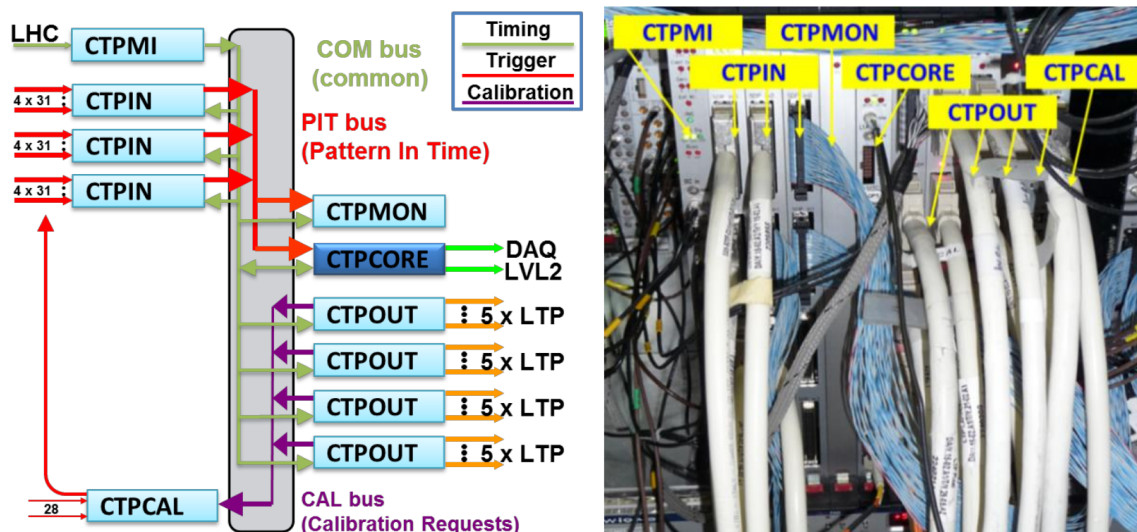 LHC
CTPMI
4 x 31
CTPIN
4 x 31
CTPIN
4 x 31
CTPIN
COM bus
(common)
PIT bus
(Pattern In Time)
Timing
Trigger
Calibration
CTPMON
CTPCORE
DAQ
LVL2
CTPOUT
5 x LTP
CTPOUT
5 x LTP
CTPOUT
5 x LTP
CTPOUT
5 x LTP
28
CTPCAL
CAL bus
(Calibration Requests)
CTPMI
CTPMON
CTPIN
CTPCORE
CTPCAL
CTPOUT